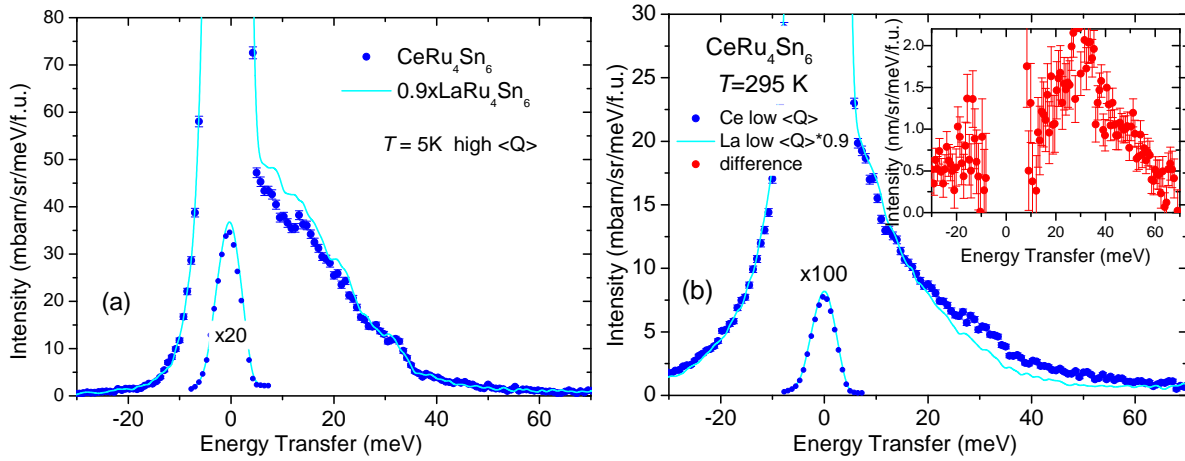 80
70
60
50
40
30
20
10
0
Intensity (mbarn/sr/meV/f.u.)
(a)
CeRu4Sn6
0.9xLaRu4Sn6
T = 5K high <Q>
x20
-20 0 20 40 60
Energy Transfer (meV)
30
25
20
15
10
5
0
Intensity (mbarn/sr/meV/f.u.)
(b)
CeRu4Sn6
T=295 K
Ce low <Q>
La low <Q>*0.9
difference
x100
-20 0 20 40 60
Energy Transfer (meV)
2.0
1.5
1.0
0.5
0.0
Intensity (nm/sr/meV/f.u.)
-20 0 20 40 60
Energy Transfer (meV)